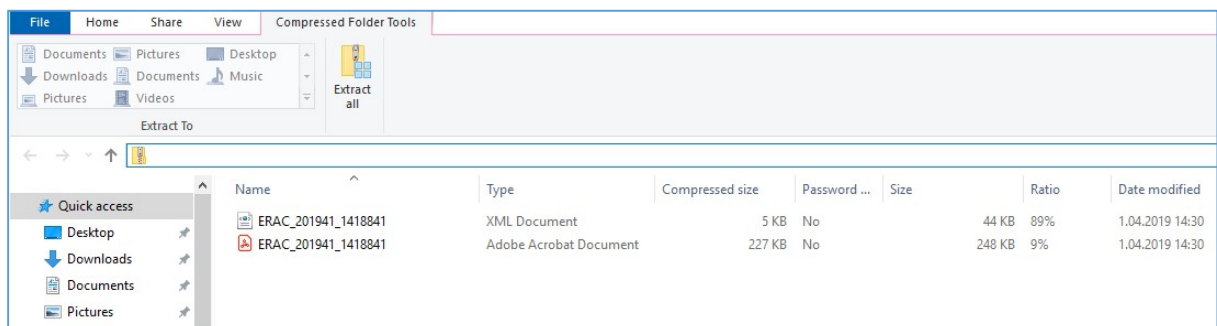 File Home Share View Compressed Folder Tools
Documents Pictures Desktop
Downloads Documents Music
Pictures Videos
Extract all
Extract To
Name Type Compressed size Password ... Size Ratio Date modified
Quick access
ERAC_201941_1418841 XML Document 5 KB No 44 KB 89% 1.04.2019 14:30
Desktop
ERAC_201941_1418841 Adobe Acrobat Document 227 KB No 248 KB 9% 1.04.2019 14:30
Downloads
Documents
Pictures